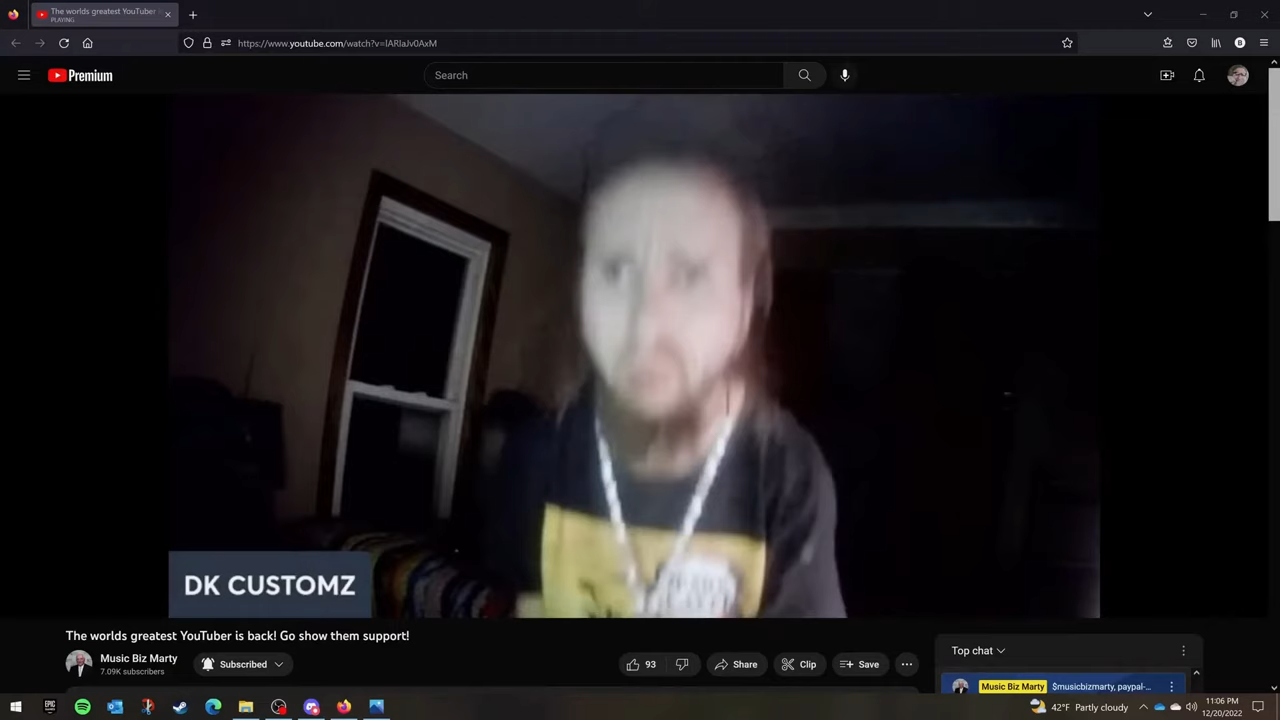 The worlds greatest YouTuber
PLAYING
https://www.youtube.com/watch?v=lARlaJv0AxM
Premium
Search
B
DK CUSTOMZ
The worlds greatest YouTuber is back! Go show them support!
Music Biz Marty
7.09K subscribers
Subscribed
93
Share
Clip
Save
Top chat
Music Biz Marty $musicbizmarty, paypal-...
EPIC GAMES
42°F Partly cloudy
11:06 PM
12/20/2022